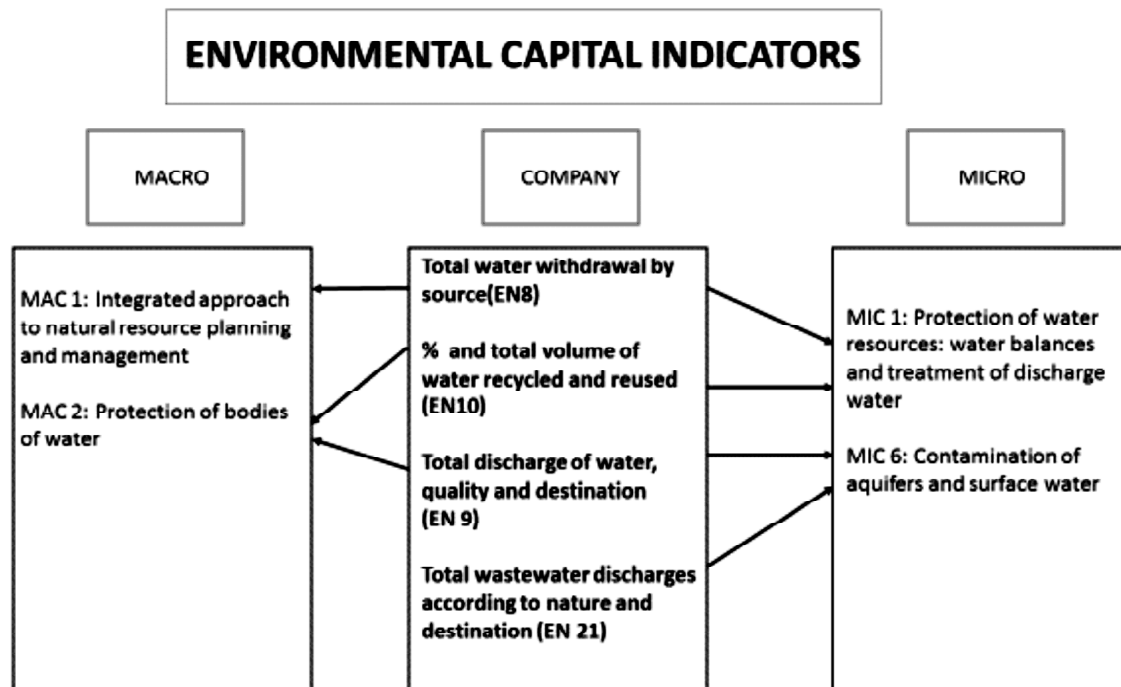 ENVIRONMENTAL CAPITAL INDICATORS
MACRO
COMPANY
MICRO
MAC 1: Integrated approach
to natural resource planning
and management
MAC 2: Protection of bodies
of water
Total water withdrawal by
source(EN8)
% and total volume of
water recycled and reused
(EN10)
Total discharge of water,
quality and destination
(EN 9)
Total wastewater discharges
according to nature and
destination (EN 21)
MIC 1: Protection of water
resources: water balances
and treatment of discharge
water
MIC 6: Contamination of
aquifers and surface water